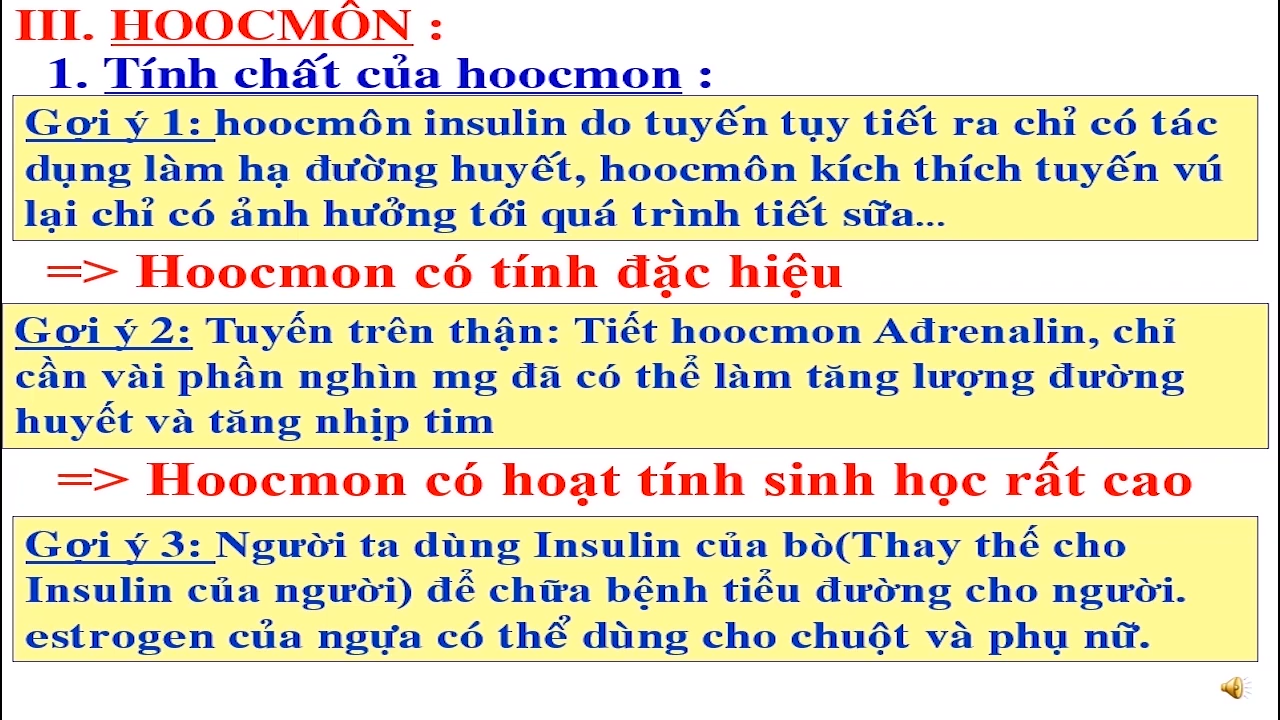 III. HOOCMÔN :
1. Tính chất của hoocmon :
Gợi ý 1: hoocmôn insulin do tuyến tụy tiết ra chỉ có tác
dụng làm hạ đường huyết, hoocmôn kích thích tuyến vú
lại chỉ có ảnh hưởng tới quá trình tiết sữa...
=> Hoocmon có tính đặc hiệu
Gợi ý 2: Tuyến trên thận: Tiết hoocmon Ađrenalin, chỉ
cần vài phần nghìn mg đã có thể làm tăng lượng đường
huyết và tăng nhịp tim
=> Hoocmon có hoạt tính sinh học rất cao
Gợi ý 3: Người ta dùng Insulin của bò(Thay thế cho
Insulin của người) để chữa bệnh tiểu đường cho người.
estrogen của ngựa có thể dùng cho chuột và phụ nữ.